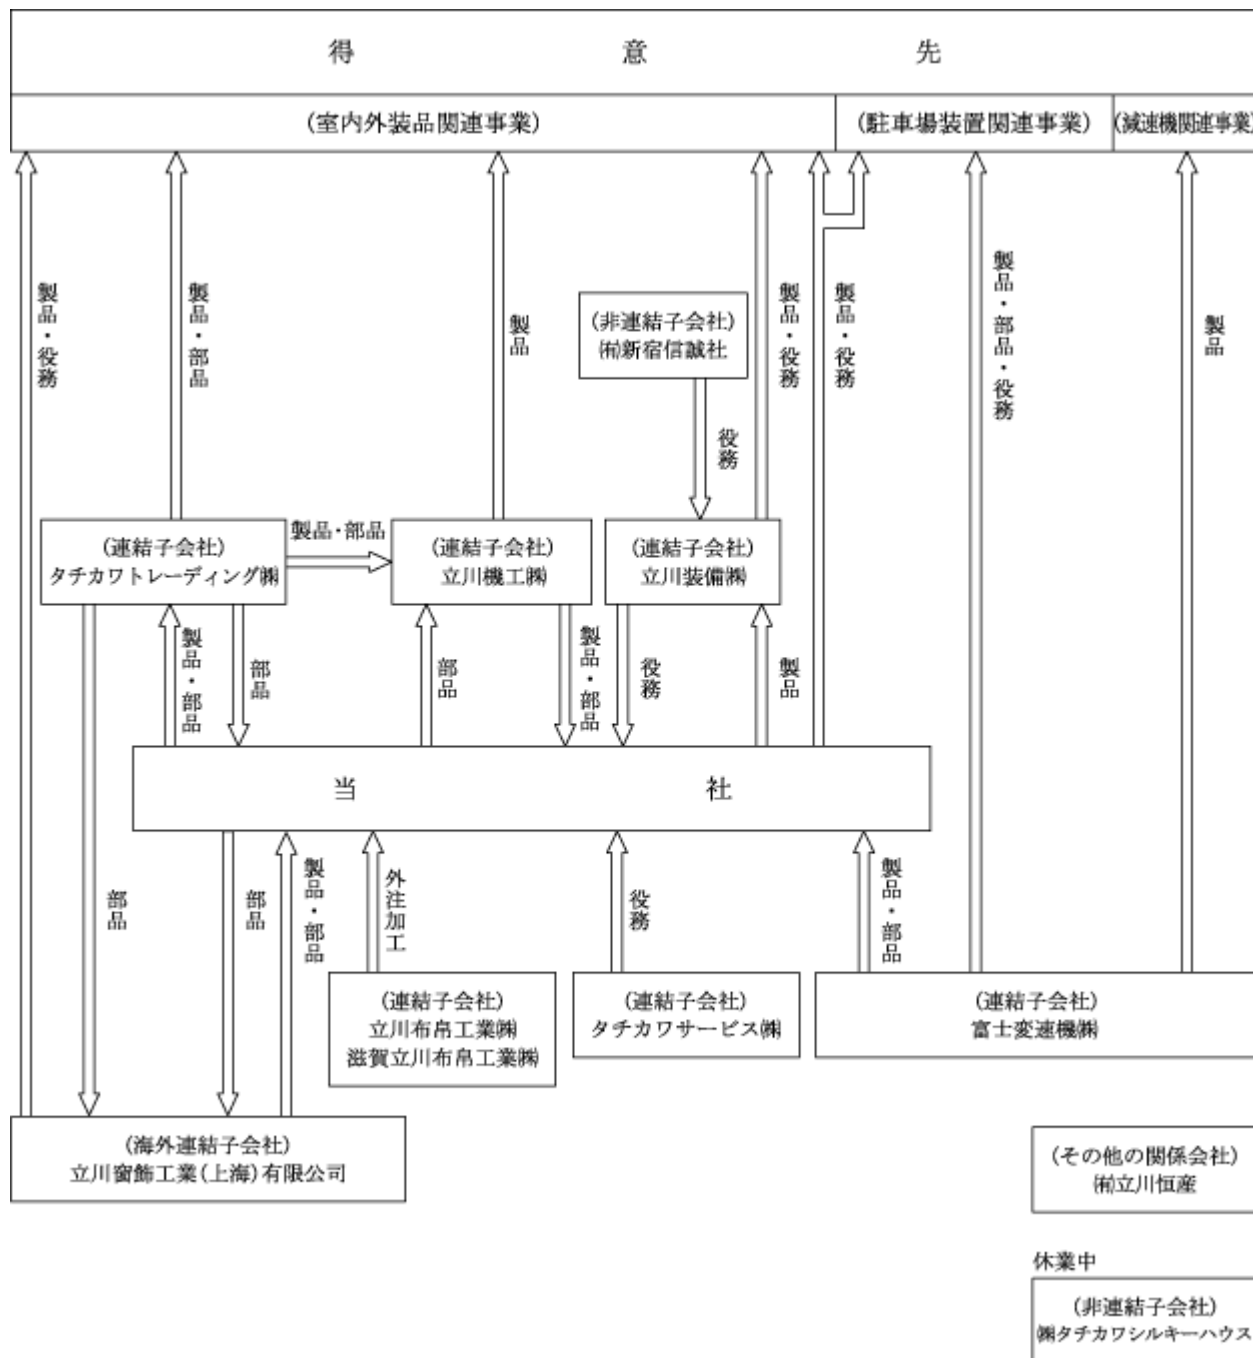 得意先
(室内外装品関連事業)
(駐車場装置関連事業)
(減速機関連事業)
製品・役務
製品・部品
製品
製品・役務
製品・役務
製品・部品・役務
製品
(非連結子会社)
㈲新宿信誠社
役務
(連結子会社)
タチカワトレーディング㈱
製品・部品
(連結子会社)
立川機工㈱
(連結子会社)
立川装備㈱
製品・部品
部品
部品
製品・部品
役務
製品
当社
部品
部品
製品・部品
外注加工
役務
製品・部品
(連結子会社)
立川布帛工業㈱
滋賀立川布帛工業㈱
(連結子会社)
タチカワサービス㈱
(連結子会社)
富士変速機㈱
(海外連結子会社)
立川窗飾工業(上海)有限公司
(その他の関係会社)
㈲立川恒産
休業中
(非連結子会社)
㈱タチカワシルキーハウス